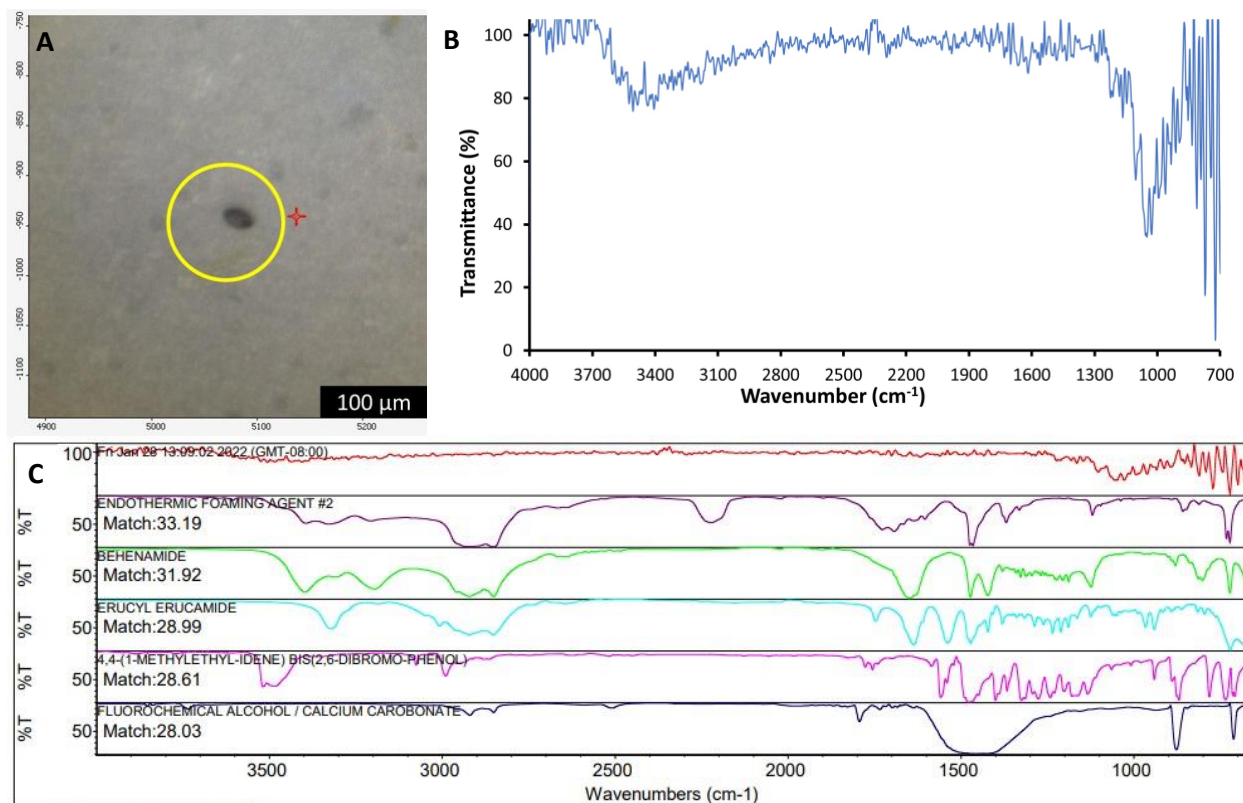 A
-750
-800
-850
-900
-950
-1000
-1050
-1100
4900
5000
5100
5200
100 µm
B
Transmittance (%)
100
80
60
40
20
0
4000 3700 3400 3100 2800 2500 2200 1900 1600 1300 1000 700
Wavenumber (cm-1)
C
100 Fri Jan 28 13:09:02 2022 (GMT-08:00)
ENDOTHERMIC FOAMING AGENT #2
%T 50 Match:33.19
BEHENAMIDE
%T 50 Match:31.92
ERUCYL ERUCAMIDE
%T 50 Match:28.99
4,4-(1-METHYLETHYL-IDENE) BIS(2,6-DIBROMO-PHENOL)
%T 50 Match:28.61
FLUOROCHEMICAL ALCOHOL / CALCIUM CAROBONATE
%T 50 Match:28.03
3500 3000 2500 2000 1500 1000
Wavenumbers (cm-1)